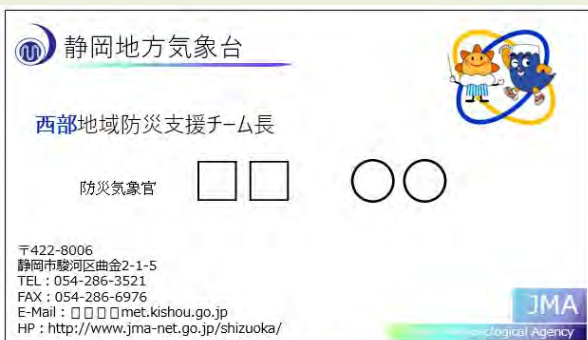 静岡地方気象台
西部地域防災支援チーム長
防災気象官 □□ ○○
〒422-8006
静岡市駿河区曲金2-1-5
TEL:054-286-3521
FAX:054-286-6976
E-Mail:□□□□met.kishou.go.jp
HP:http://www.jma-net.go.jp/shizuoka/
JMA
Agency